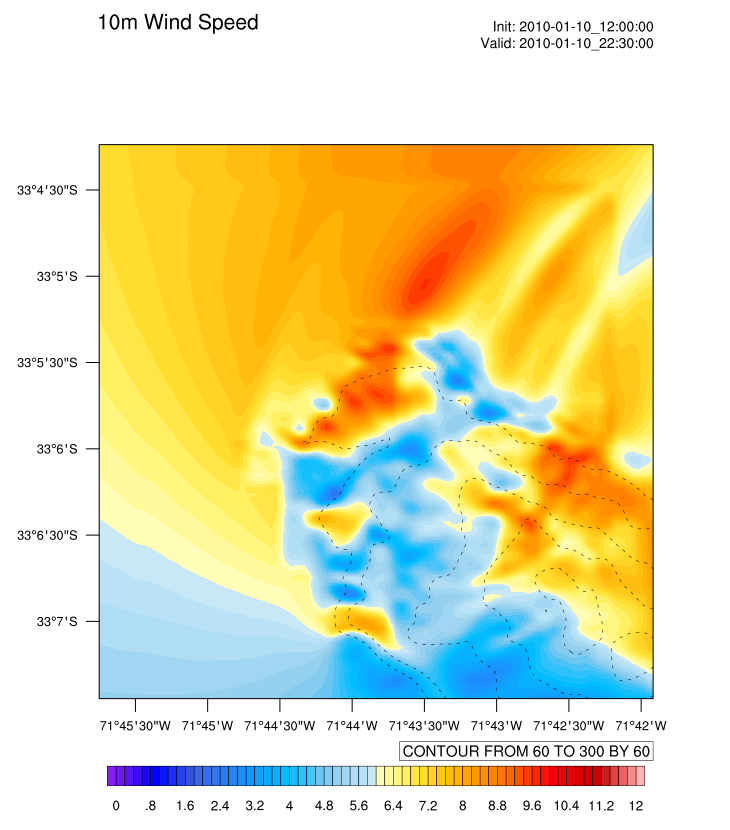 10m Wind Speed
Init: 2010-01-10_12:00:00
Valid: 2010-01-10_22:30:00
33°4'30"S
33°5'S
33°5'30"S
33°6'S
33°6'30"S
33°7'S
71°45'30"W 71°45'W 71°44'30"W 71°44'W 71°43'30"W 71°43'W 71°42'30"W 71°42'W
CONTOUR FROM 60 TO 300 BY 60
0 .8 1.6 2.4 3.2 4 4.8 5.6 6.4 7.2 8 8.8 9.6 10.4 11.2 12